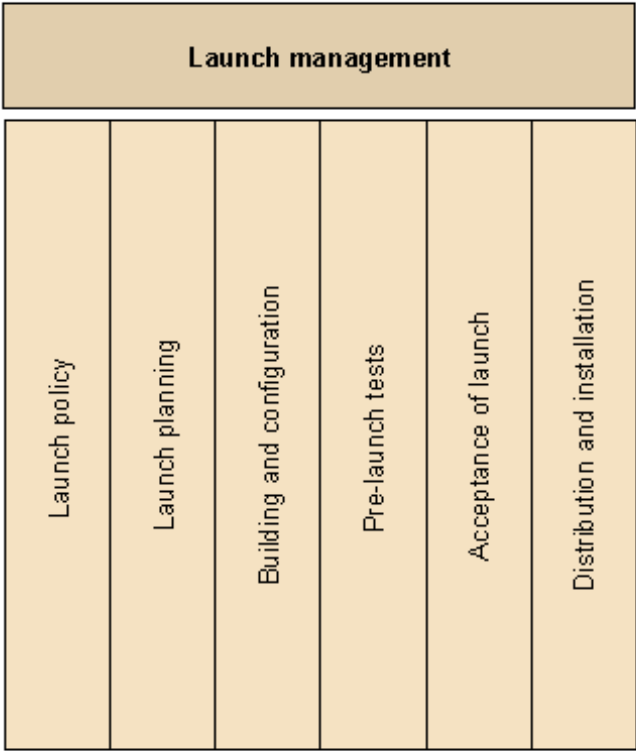 Launch management
Launch policy
Launch planning
Building and configuration
Pre-launch tests
Acceptance of launch
Distribution and installation